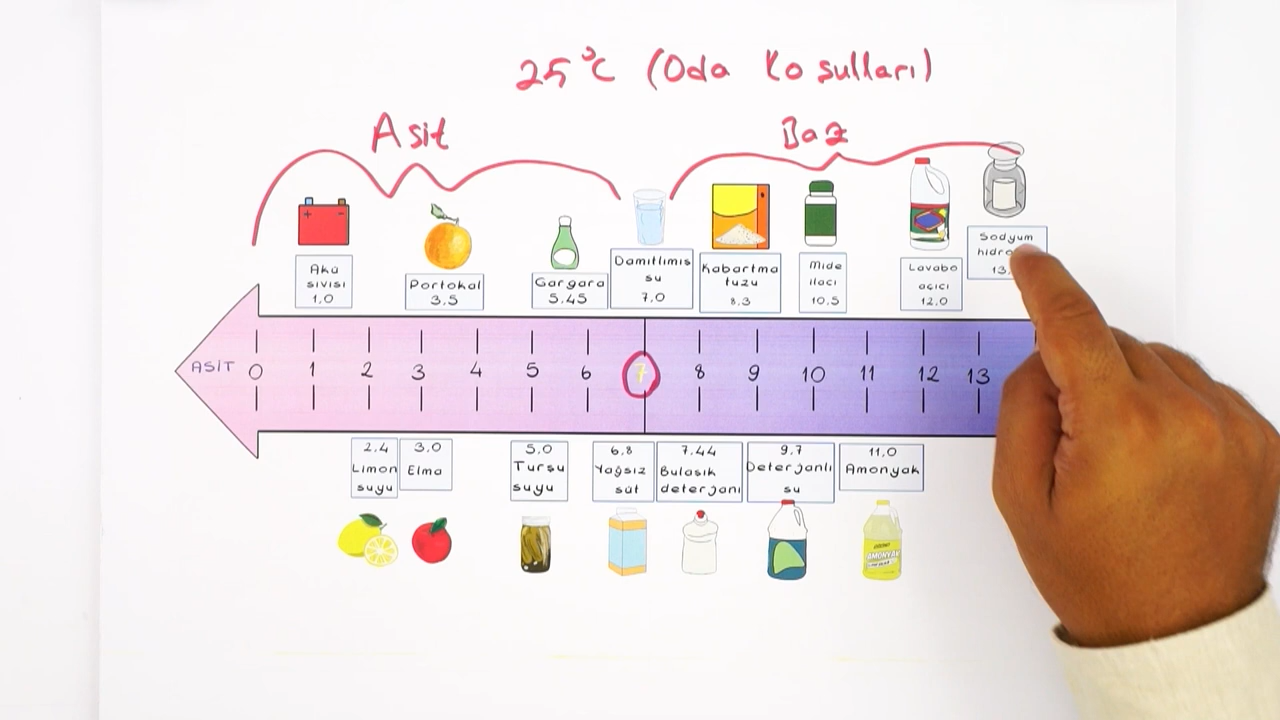 25°C (Oda Koşulları)
Asit
Baz
Akü
sıvısı
1,0
Portokal
3.5
Gargara
5.45
Damıtılmıs
su
7.0
Kabartma
tuzu
8.3
Mide
ilacı
10.5
Lavabo
açıcı
12.0
Sodyum
ASİT 0 1 2 3 4 5 6 7 8 9 10 11 12 13
2.4
Limon
suyu
3.0
Elma
5.0
Turşu
suyu
6.8
Yağsız
süt
7.44
Bulaşık
deterjanı
9.7
Deterjanlı
su
11.0
Amonyak
AMONYAK